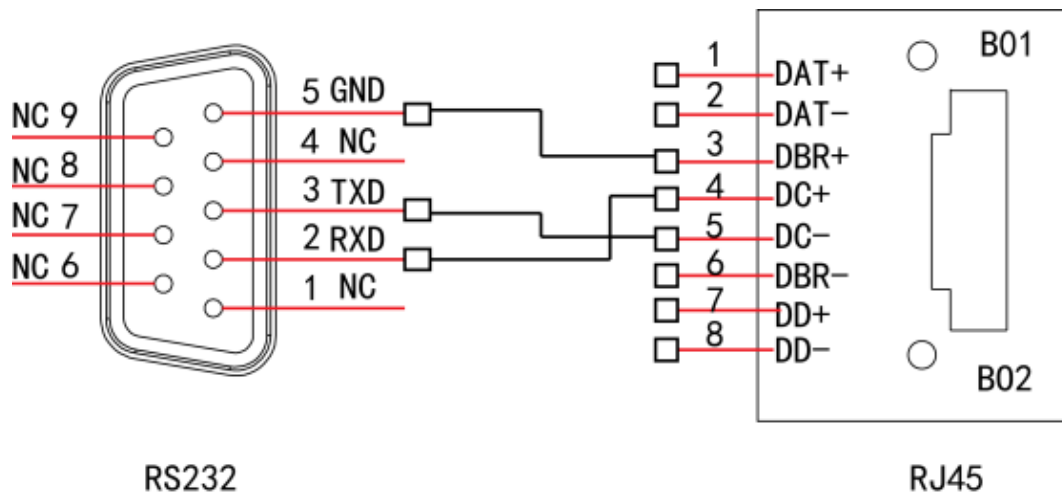 NC 9
NC 8
NC 7
NC 6
5 GND
4 NC
3 TXD
2 RXD
1 NC
RS232
1 DAT+
2 DAT-
3 DBR+
4 DC+
5 DC-
6 DBR-
7 DD+
8 DD-
B01
B02
RJ45